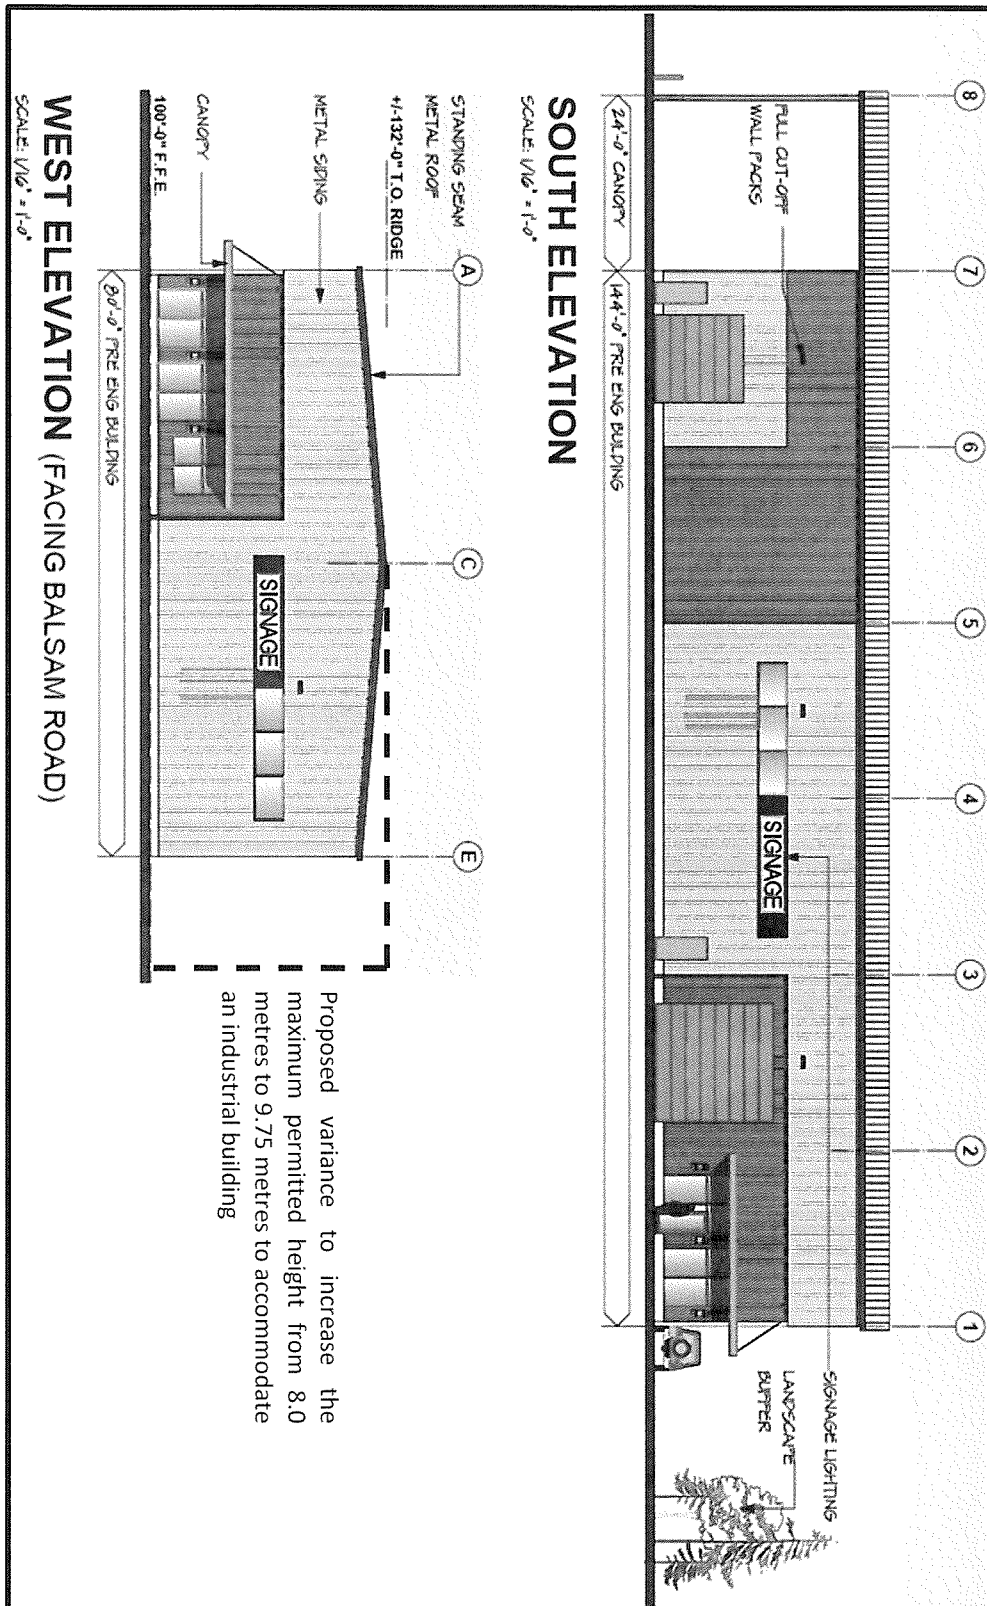 8
7
6
5
4
3
2
1
FULL CUT-OFF
WALL PACKS
SIGNAGE
SIGNAGE LIGHTING
LANDSCAPE
BUFFER
24'-0" CANOPY
144'-0" PRE ENG BUILDING
SOUTH ELEVATION
SCALE: 1/16" = 1'-0"
A
C
E
STANDING SEAM
METAL ROOF
+/-132'-0" T.O. RIDGE
METAL SIDING
SIGNAGE
CANOPY
100'-0" F.F.E.
80'-0" PRE ENG BUILDING
WEST ELEVATION (FACING BALSAM ROAD)
SCALE: 1/16" = 1'-0"
Proposed variance to increase the
maximum permitted height from 8.0
metres to 9.75 metres to accommodate
an industrial building